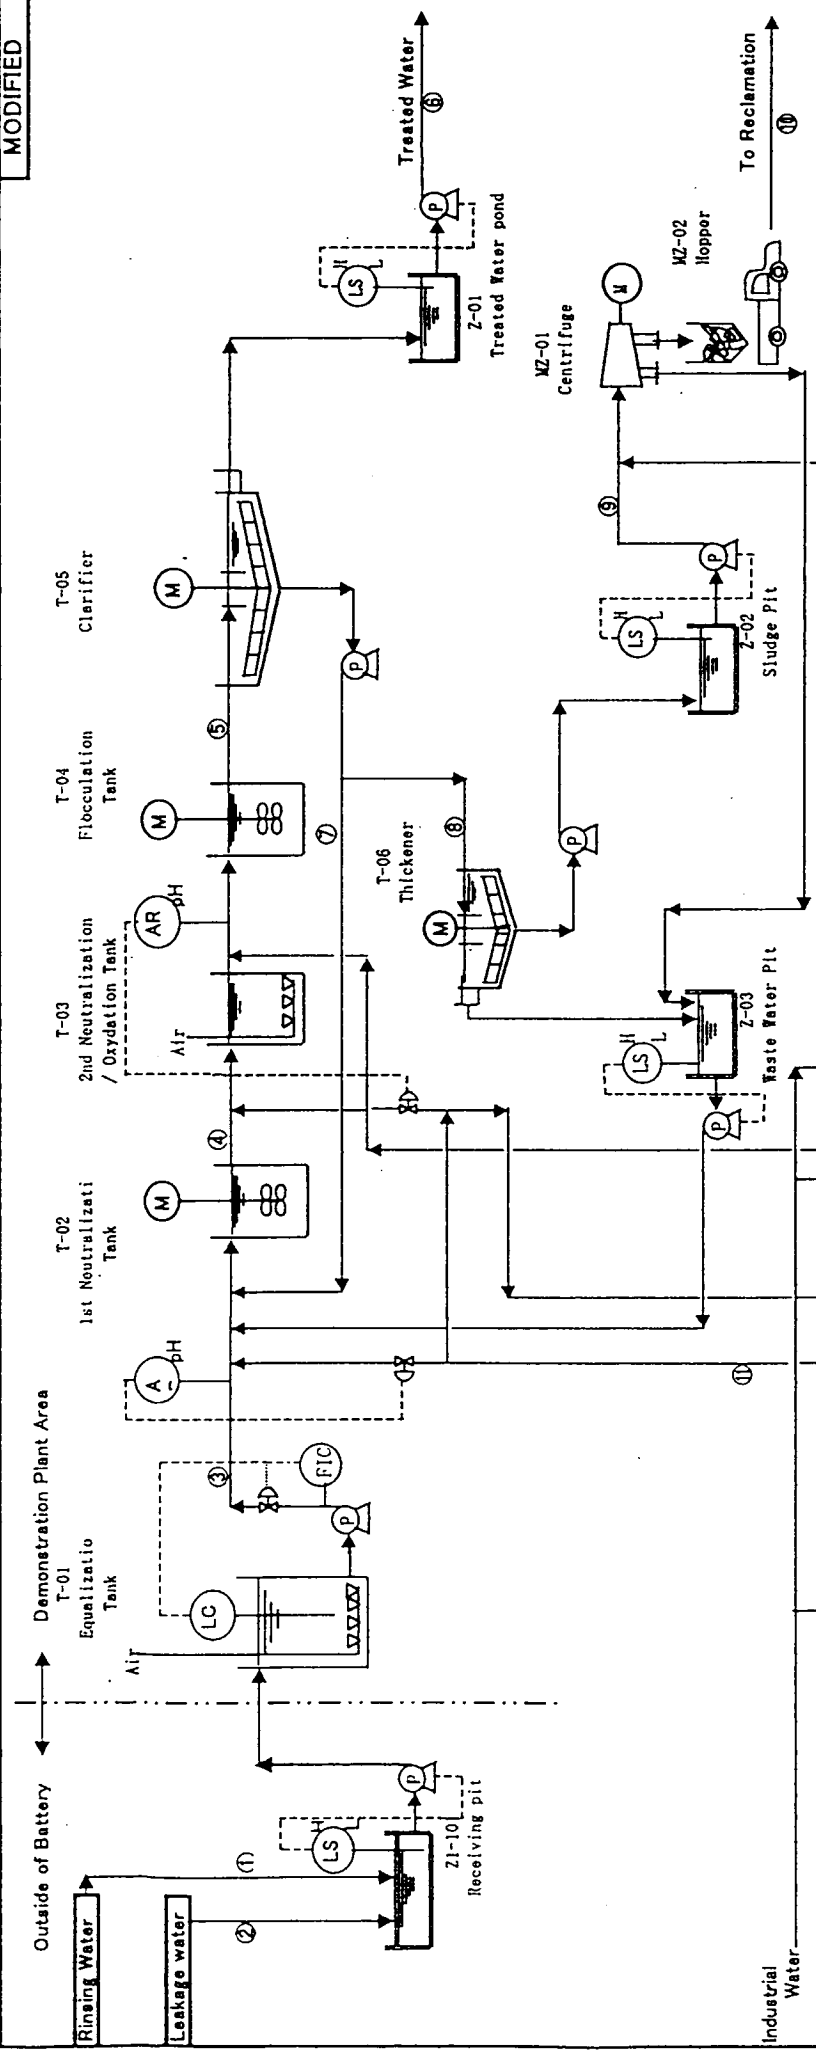 MODIFIED
Outside of Battery
Demonstration Plant Area
Rinsing Water
Leakage water
①
②
LS
H
L
P
Z1-10
Receiving pit
T-01
Equalizatio
Tank
Air
LC
P
FIC
③
A
pH
T-02
1st Neutralizati
Tank
M
④
T-03
2nd Neutralization
/ Oxydation Tank
Air
AR
pH
T-04
Flocculation
Tank
M
⑤
T-05
Clarifier
M
P
⑦
LS
H
L
Z-01
Treated Water pond
P
Treated Water
⑥
T-06
Thickener
M
⑧
P
LS
H
L
Z-02
Sludge Pit
P
⑨
MZ-01
Centrifuge
M
MZ-02
Hopper
To Reclamation
⑩
LS
H
L
Z-03
Waste Water Pit
P
⑪
Industrial
Water